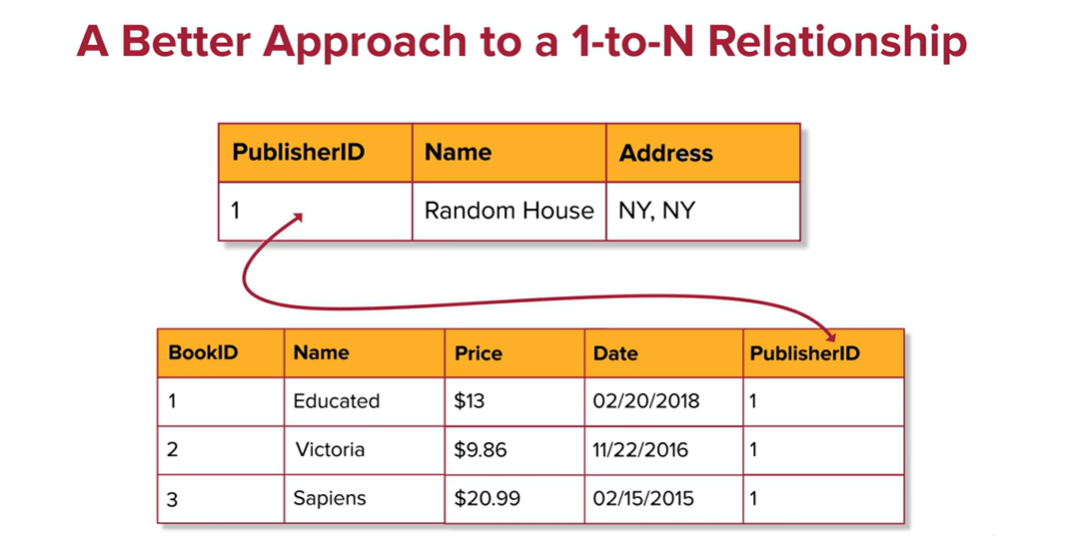 A Better Approach to a 1-to-N Relationship
PublisherID Name Address
1 Random House NY, NY
BookID Name Price Date PublisherID
1 Educated $13 02/20/2018 1
2 Victoria $9.86 11/22/2016 1
3 Sapiens $20.99 02/15/2015 1